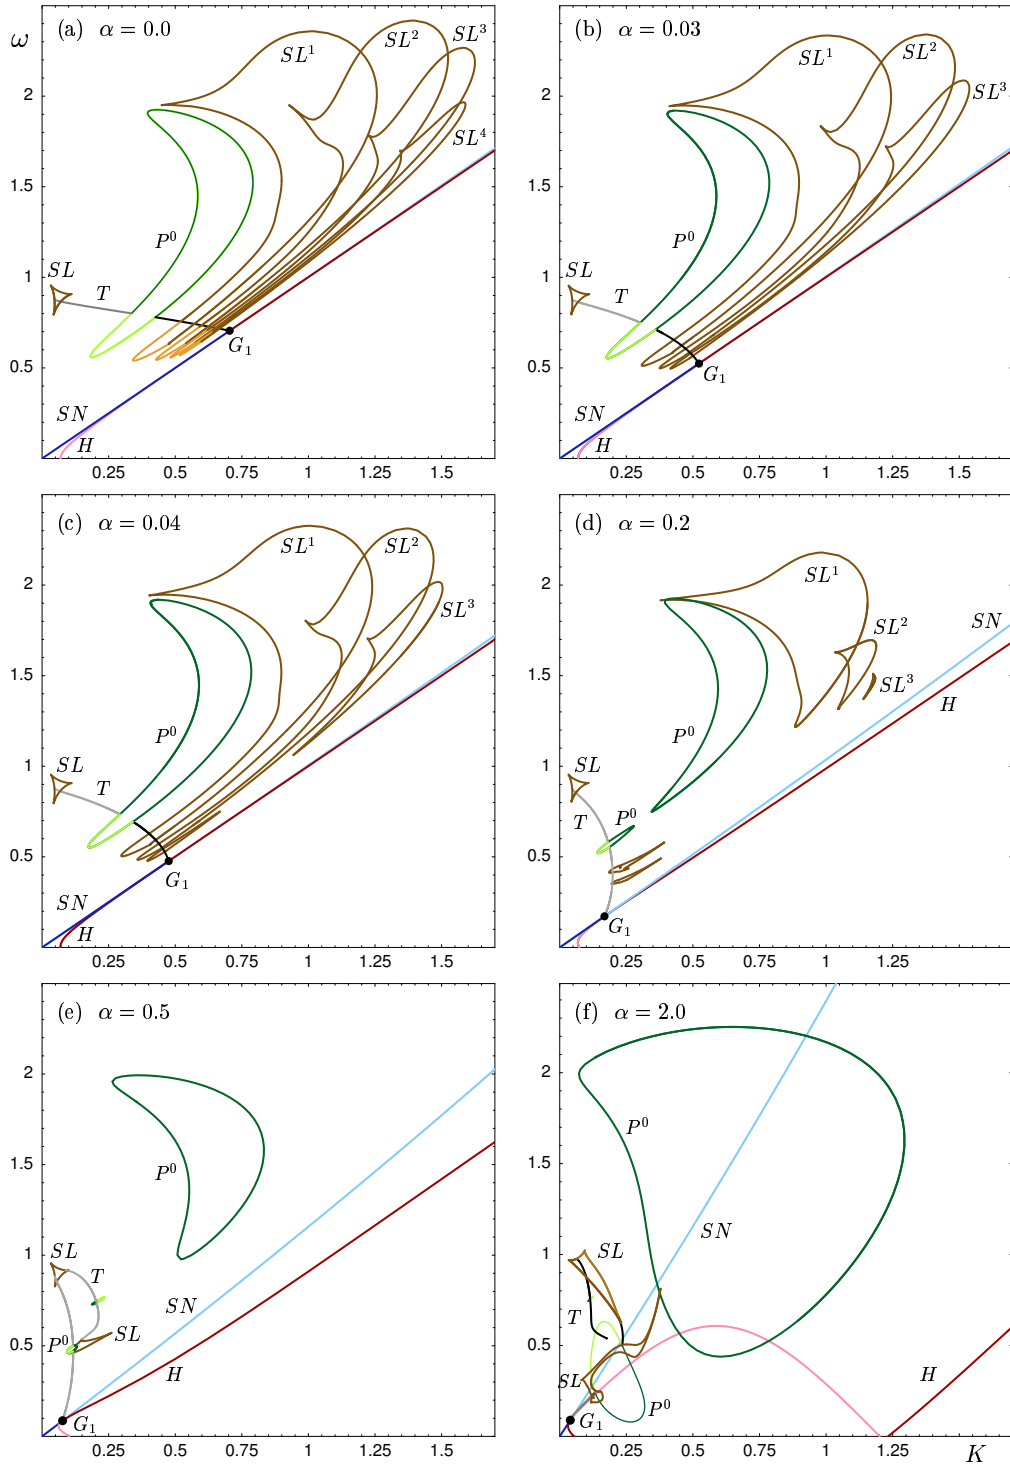 (a) α = 0.0
(b) α = 0.03
ω
SL¹
SL²
SL³
SL⁴
2
1.5
1
0.5
P⁰
SL
T
G₁
SN
H
0.25 0.5 0.75 1 1.25 1.5
SL¹
SL²
SL³
2
1.5
1
0.5
P⁰
SL
T
G₁
SN
H
0.25 0.5 0.75 1 1.25 1.5
(c) α = 0.04
(d) α = 0.2
SL¹
SL²
SL³
2
1.5
1
0.5
P⁰
SL
T
G₁
SN
H
0.25 0.5 0.75 1 1.25
SL¹
SL²
SL³
SN
H
2
1.5
1
0.5
P⁰
SL
T
P⁰
G₁
0.25 0.5 0.75 1 1.25
(e) α = 0.5
(f) α = 2.0
2
1.5
1
0.5
P⁰
SL
T
SN
P⁰
SL
H
G₁
0.25 0.5 0.75 1 1.25
2
1.5
1
0.5
P⁰
SN
SL
T
SL
P⁰
H
G₁
0.25 0.5 0.75 1 1.25 K